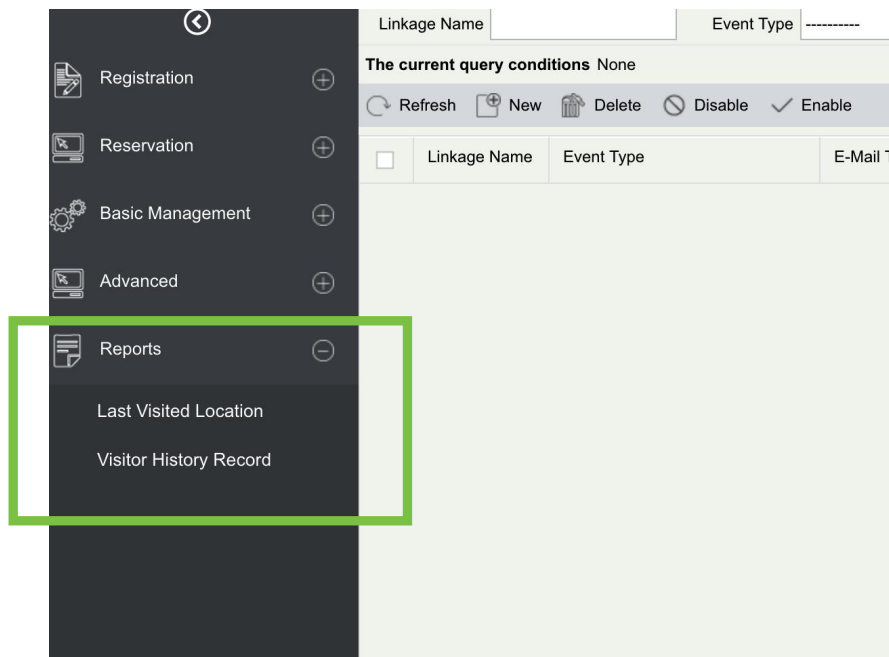 Linkage Name Event Type ----------
The current query conditions None
Refresh New Delete Disable Enable
Linkage Name Event Type E-Mail
Registration
Reservation
Basic Management
Advanced
Reports
Last Visited Location
Visitor History Record